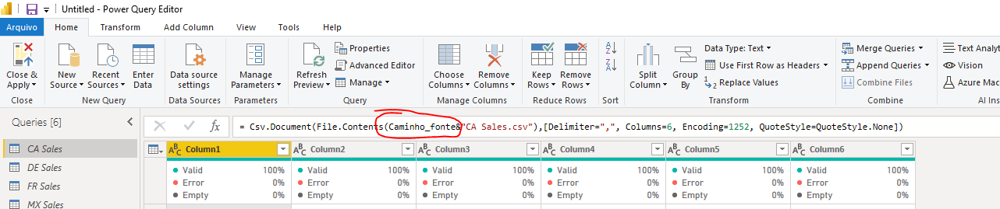 Untitled - Power Query Editor
Arquivo Home Transform Add Column View Tools Help
Close & Apply
New Source
Recent Sources
Enter Data
Data source settings
Manage Parameters
Refresh Preview
Properties
Advanced Editor
Manage
Choose Columns
Remove Columns
Keep Rows
Remove Rows
Split Column
Group By
Data Type: Text
Use First Row as Headers
Replace Values
Merge Queries
Append Queries
Combine Files
Text Analyt
Vision
Azure Mac
Close New Query Data Sources Parameters Query Manage Columns Reduce Rows Sort Transform Combine AI Ins
Queries [6]
= Csv.Document(File.Contents(Caminho_fonte&"CA Sales.csv"),[Delimiter=",", Columns=6, Encoding=1252, QuoteStyle=QuoteStyle.None])
CA Sales
DE Sales
FR Sales
MX Sales
ABC Column1 ABC Column2 ABC Column3 ABC Column4 ABC Column5 ABC Column6
Valid 100% Valid 100% Valid 100% Valid 100% Valid 100% Valid 100%
Error 0% Error 0% Error 0% Error 0% Error 0% Error 0%
Empty 0% Empty 0% Empty 0% Empty 0% Empty 0% Empty 0%